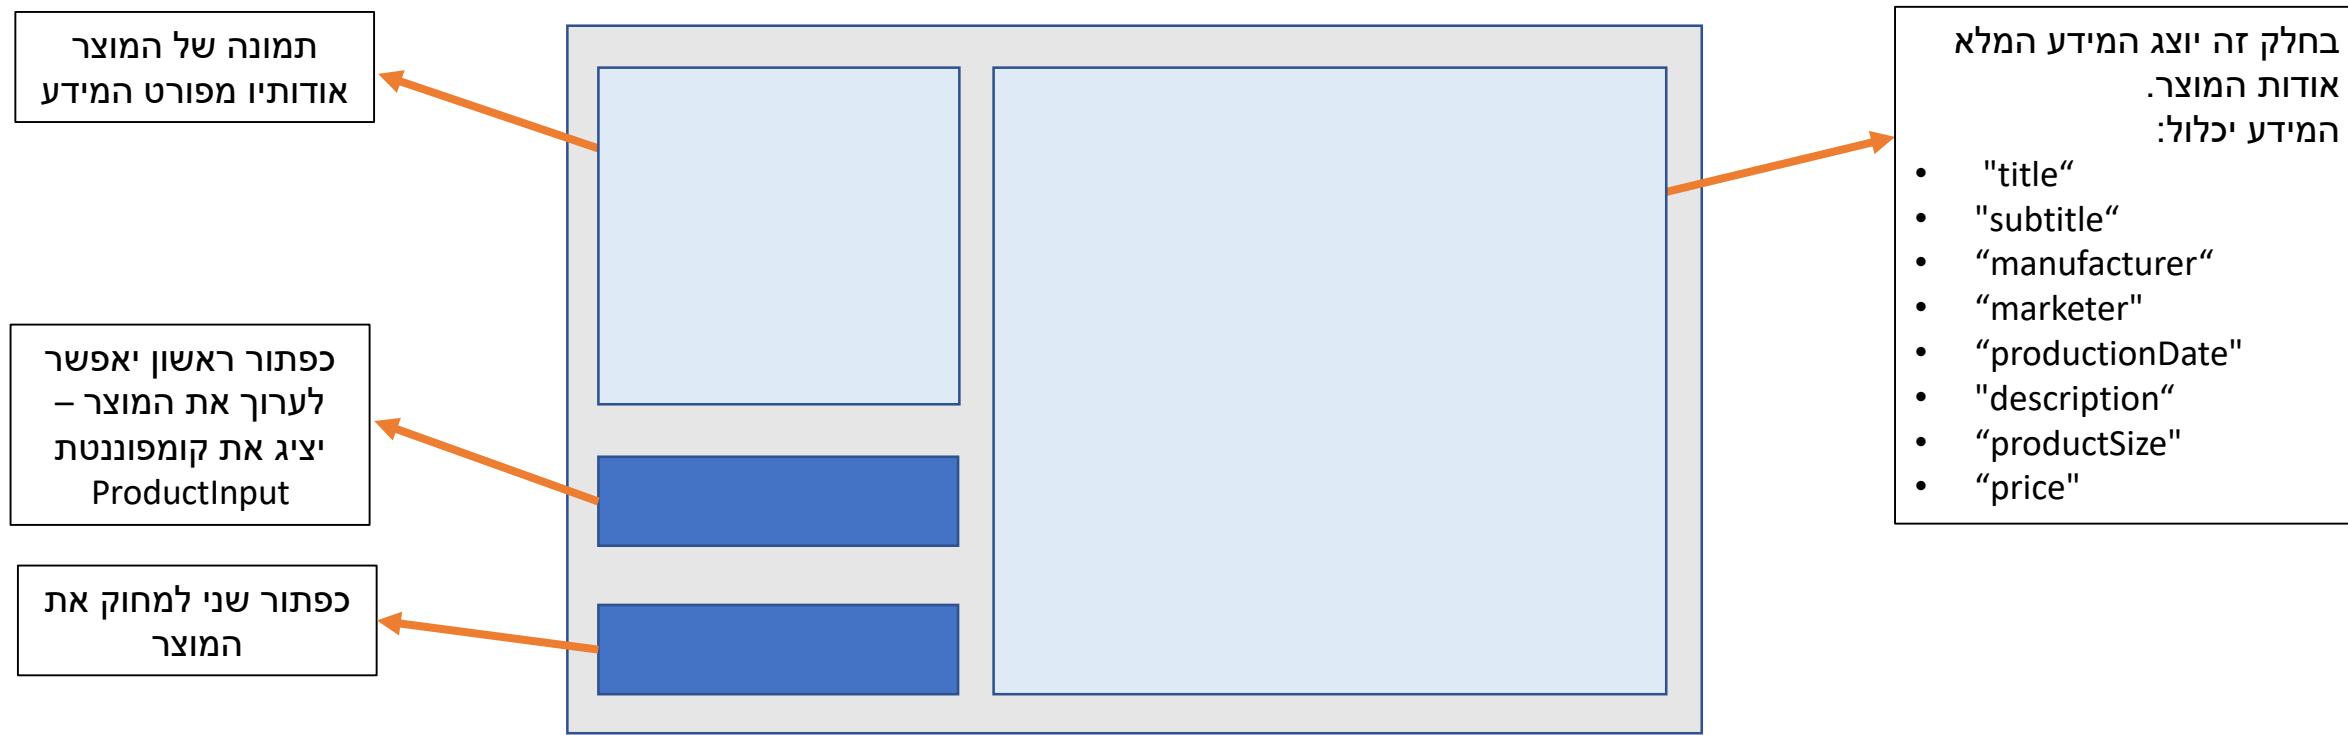 תמונה של המוצר
אודותיו מפורט המידע
כפתור ראשון יאפשר
לערוך את המוצר –
יציג את קומפוננטת
ProductInput
כפתור שני למחוק את
המוצר
בחלק זה יוצג המידע המלא
אודות המוצר.
המידע יכלול:
• "title“
• "subtitle“
• “manufacturer“
• “marketer"
• “productionDate"
• "description“
• “productSize"
• “price"